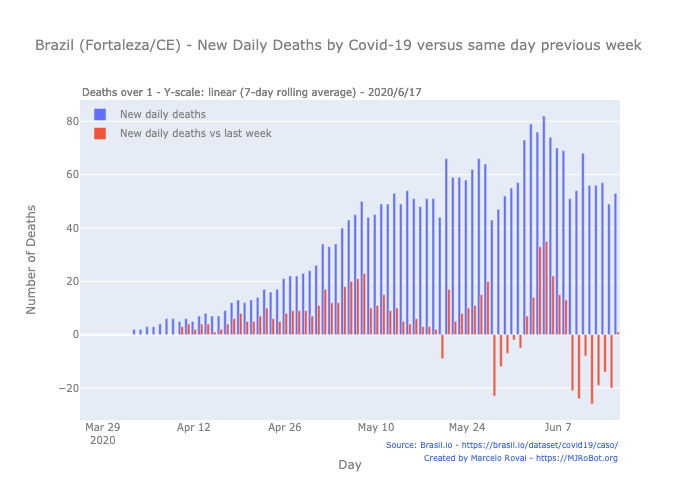 Brazil (Fortaleza/CE) - New Daily Deaths by Covid-19 versus same day previous week
Deaths over 1 - Y-scale: linear (7-day rolling average) - 2020/6/17
New daily deaths
New daily deaths vs last week
80
60
40
20
0
−20
Number of Deaths
Mar 29
2020
Apr 12
Apr 26
May 10
May 24
Jun 7
Day
Source: Brasil.io - https://brasil.io/dataset/covid19/caso/
Created by Marcelo Rovai - https://MJRoBot.org